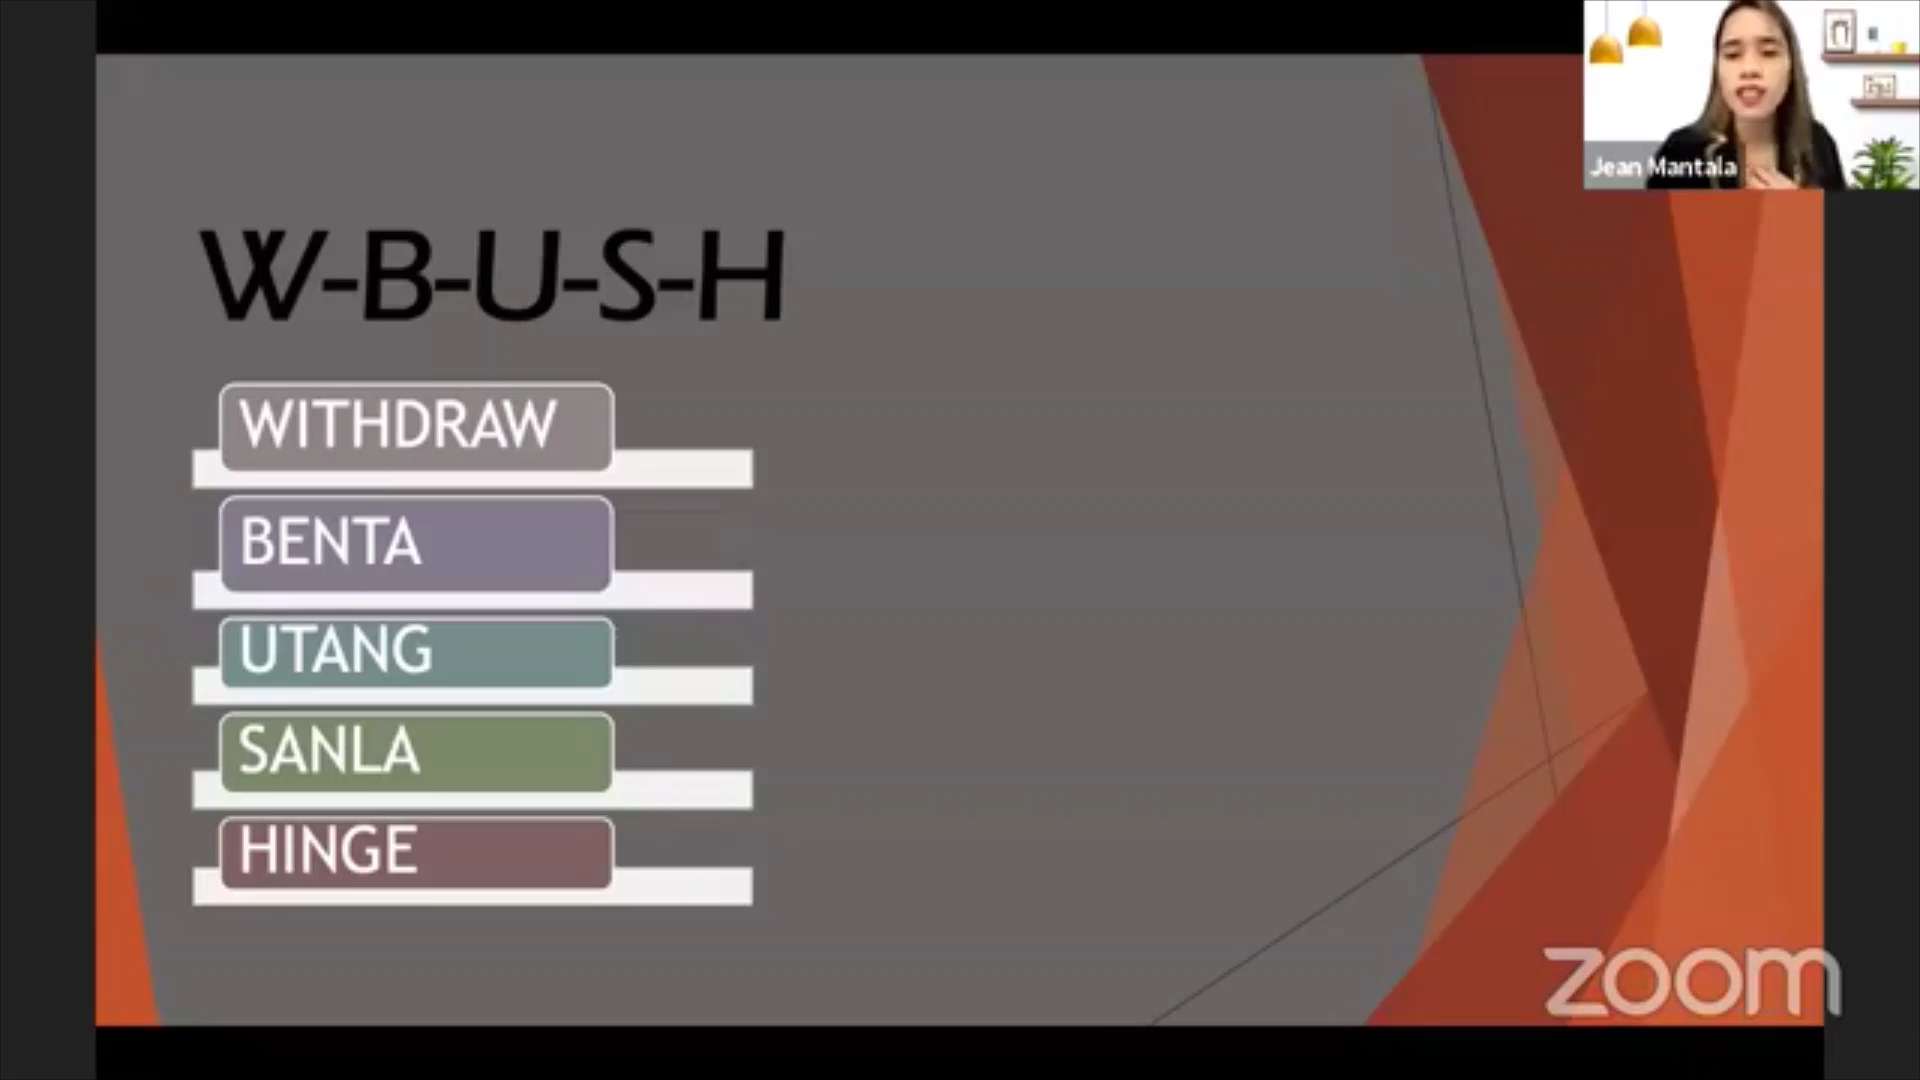 Jean Mantala
W-B-U-S-H
WITHDRAW
BENTA
UTANG
SANLA
HINGE
zoom